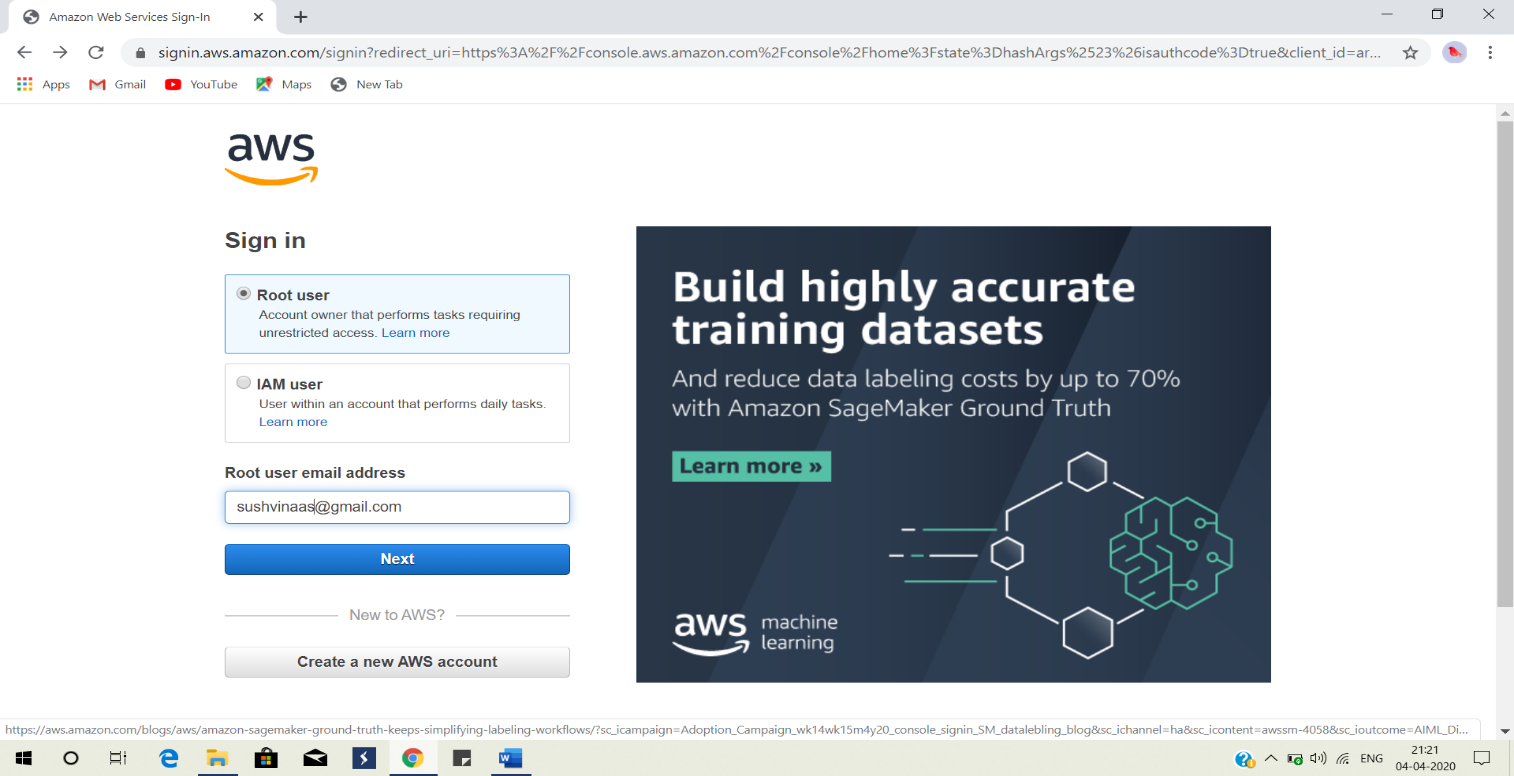 Amazon Web Services Sign-In
signin.aws.amazon.com/signin?redirect_uri=https%3A%2F%2Fconsole.aws.amazon.com%2Fconsole%2Fhome%3Fstate%3DhashArgs%2523%26isauthcode%3Dtrue&client_id=ar...
Apps Gmail YouTube Maps New Tab
aws
Sign in
Root user
Account owner that performs tasks requiring
unrestricted access. Learn more
IAM user
User within an account that performs daily tasks.
Learn more
Root user email address
sushvinaas@gmail.com
Next
New to AWS?
Create a new AWS account
Build highly accurate
training datasets
And reduce data labeling costs by up to 70%
with Amazon SageMaker Ground Truth
Learn more »
aws machine
learning
https://aws.amazon.com/blogs/aws/amazon-sagemaker-ground-truth-keeps-simplifying-labeling-workflows/?sc_icampaign=Adoption_Campaign_wk14wk15m4y20_console_signin_SM_datalebling_blog&sc_ichannel=ha&sc_icontent=awssm-4058&sc_ioutcome=AIML_Di...
ENG
21:21
04-04-2020